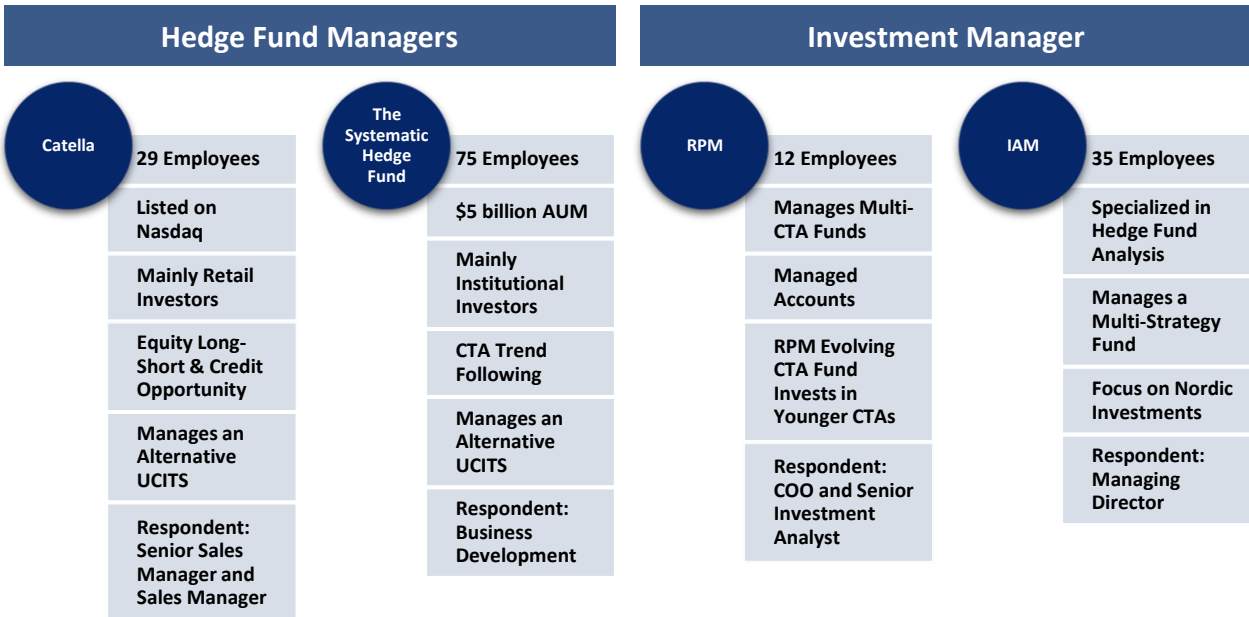 Hedge Fund Managers
Investment Manager
Catella
29 Employees
Listed on
Nasdaq
Mainly Retail
Investors
Equity Long-
Short & Credit
Opportunity
Manages an
Alternative
UCITS
Respondent:
Senior Sales
Manager and
Sales Manager
The
Systematic
Hedge
Fund
75 Employees
$5 billion AUM
Mainly
Institutional
Investors
CTA Trend
Following
Manages an
Alternative
UCITS
Respondent:
Business
Development
RPM
12 Employees
Manages Multi-
CTA Funds
Managed
Accounts
RPM Evolving
CTA Fund
Invests in
Younger CTAs
Respondent:
COO and Senior
Investment
Analyst
IAM
35 Employees
Specialized in
Hedge Fund
Analysis
Manages a
Multi-Strategy
Fund
Focus on Nordic
Investments
Respondent:
Managing
Director